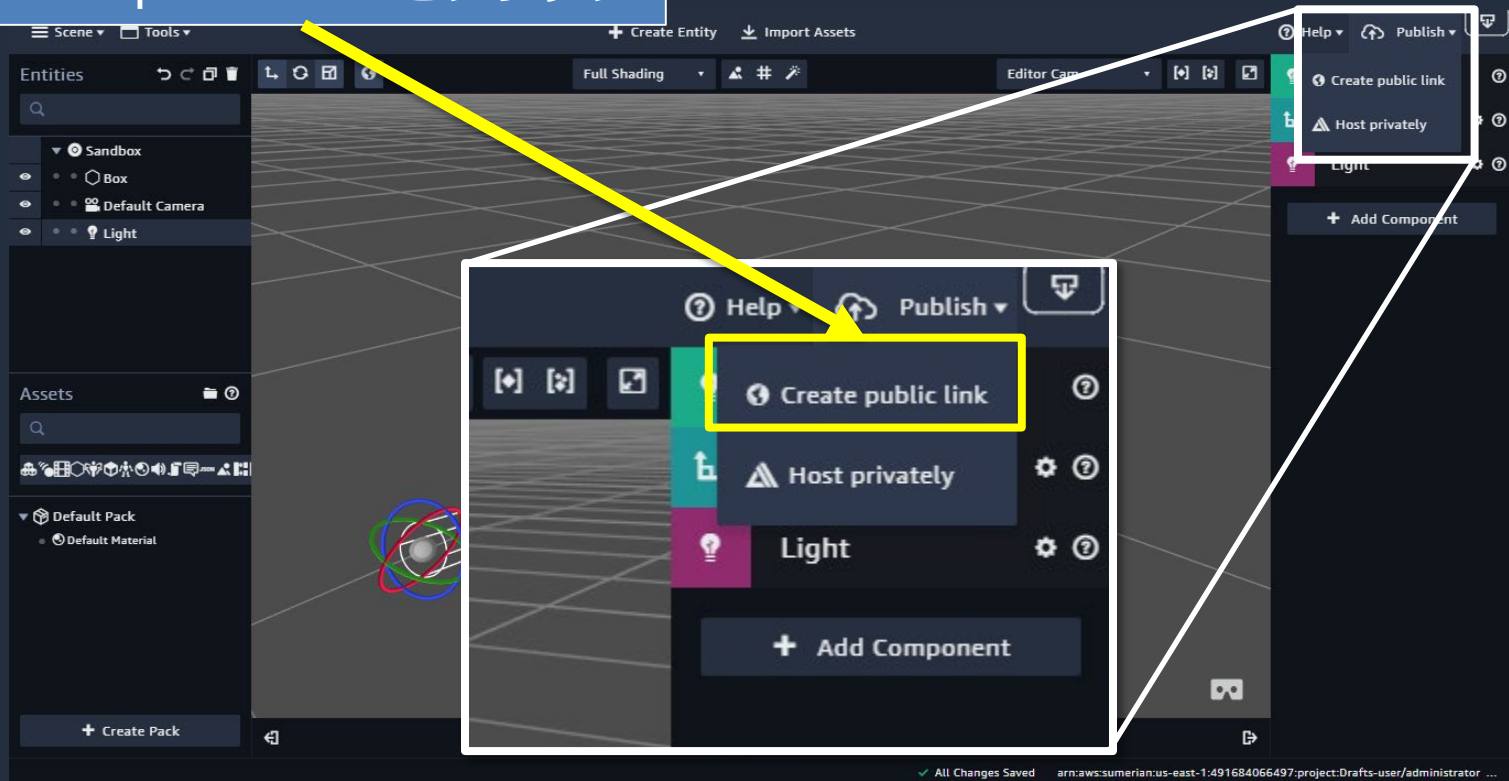 Scene Tools
Create Entity Import Assets
Help Publish
Entities
Full Shading
Editor Cam
Create public link
Host privately
Light
Add Component
Sandbox
Box
Default Camera
Light
Help Publish
Create public link
Host privately
Light
Add Component
Assets
Default Pack
Default Material
Create Pack
All Changes Saved arn:aws:sumerian:us-east-1:491684066497:project:Drafts-user/administrator ...